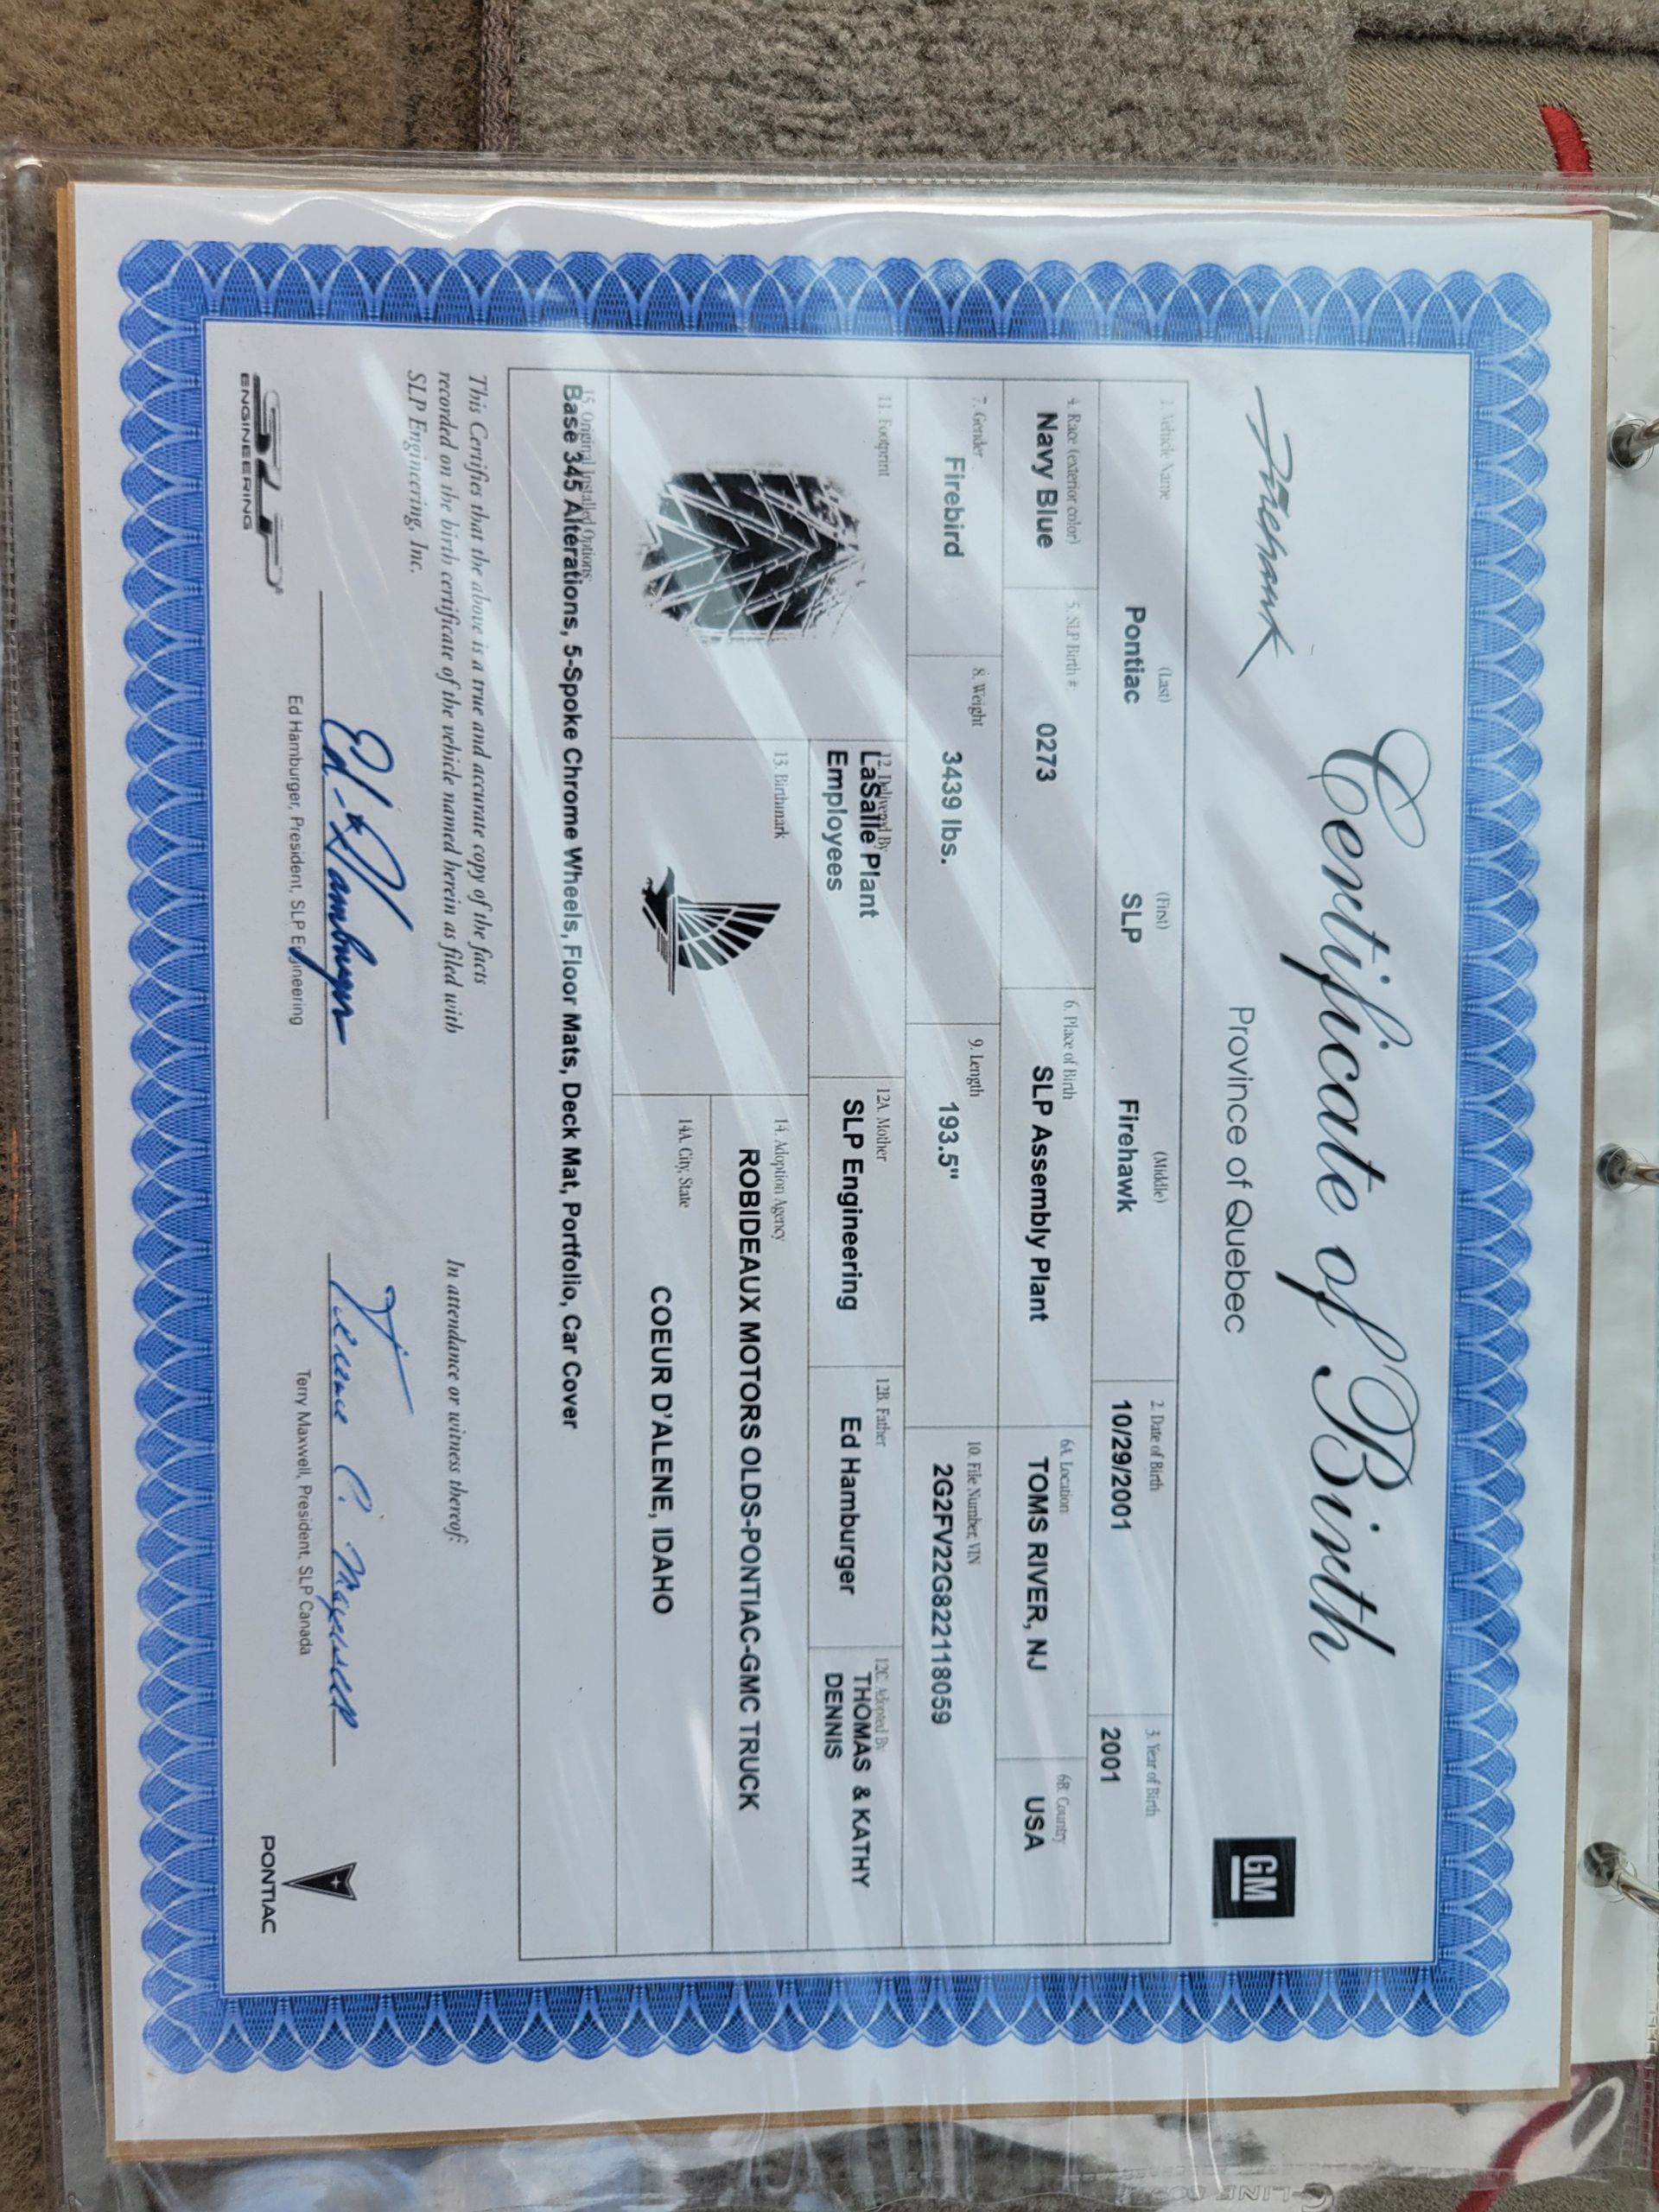 Firehawk
GM
Certificate of Birth
Province of Quebec
1. Vehicle Name
(Last)
(First)
(Middle)
2. Date of Birth
3. Year of Birth
Pontiac
SLP
Firehawk
10/29/2001
2001
4. Race (exterior color)
5. SLP Birth #:
6. Place of Birth
6A. Location
6B. Country
Navy Blue
0273
SLP Assembly Plant
TOMS RIVER, NJ
USA
7. Gender
8. Weight
9. Length
10. File Number, VIN
Firebird
3439 lbs.
193.5"
2G2FV22G822118059
11. Footprint
12. Delivered By
LaSalle Plant
Employees
12A. Mother
SLP Engineering
12B. Father
Ed Hamburger
12C. Adopted By:
THOMAS & KATHY
DENNIS
13. Birthmark
14. Adoption Agency
ROBIDEAUX MOTORS OLDS-PONTIAC-GMC TRUCK
14A. City, State
COEUR D'ALENE, IDAHO
15. Original Installed Options:
Base 345 Alterations, 5-Spoke Chrome Wheels, Floor Mats, Deck Mat, Portfolio, Car Cover
This Certifies that the above is a true and accurate copy of the facts
recorded on the birth certificate of the vehicle named herein as filed with
SLP Engineering, Inc.
In attendance or witness thereof:
SLP
ENGINEERING
Ed Hamburger
Ed Hamburger, President, SLP Engineering
Terence C. Maxwell
Terry Maxwell, President, SLP Canada
PONTIAC